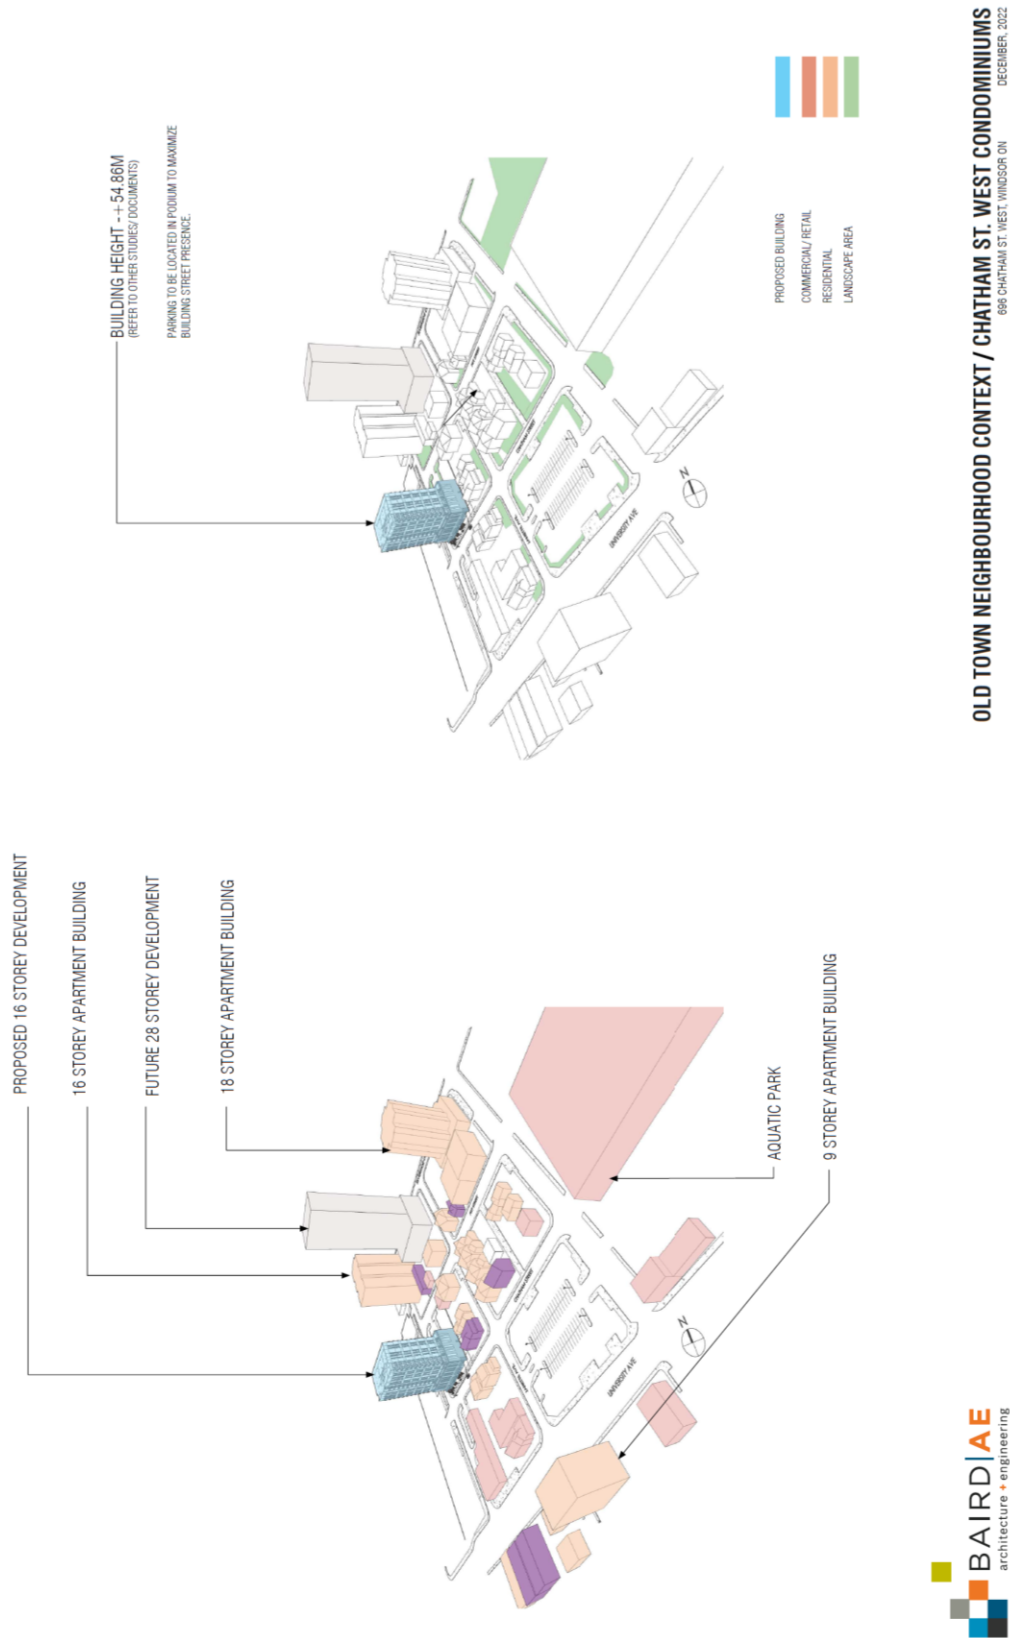 PROPOSED 16 STOREY DEVELOPMENT
16 STOREY APARTMENT BUILDING
FUTURE 28 STOREY DEVELOPMENT
18 STOREY APARTMENT BUILDING
UNIVERSITY AVE
N
AQUATIC PARK
9 STOREY APARTMENT BUILDING
BUILDING HEIGHT -+54.86M
(REFER TO OTHER STUDIES/ DOCUMENTS)
PARKING TO BE LOCATED IN PODIUM TO MAXIMIZE
BUILDING STREET PRESENCE.
UNIVERSITY AVE
N
PROPOSED BUILDING
COMMERCIAL/ RETAIL
RESIDENTIAL
LANDSCAPE AREA
BAIRD|AE
architecture + engineering
OLD TOWN NEIGHBOURHOOD CONTEXT / CHATHAM ST. WEST CONDOMINIUMS
696 CHATHAM ST. WEST, WINDSOR ON
DECEMBER, 2022